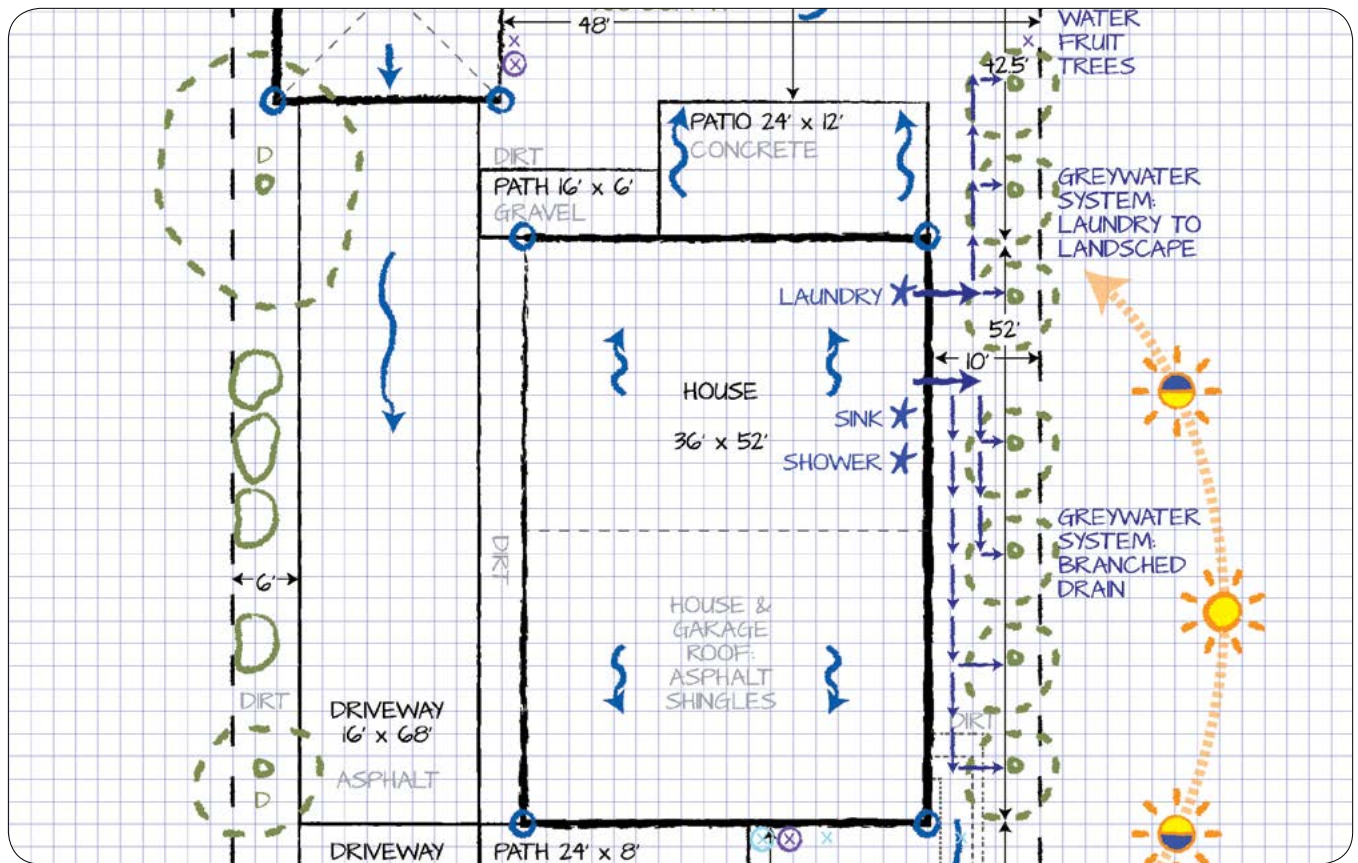 48'
WATER
FRUIT
TREES
42.5'
x
x
x
PATIO 24' x 12'
CONCRETE
DIRT
PATH 16' x 6'
GRAVEL
D
GREYWATER
SYSTEM:
LAUNDRY TO
LANDSCAPE
LAUNDRY
52'
10'
HOUSE
36' x 52'
SINK
SHOWER
GREYWATER
SYSTEM:
BRANCHED
DRAIN
DIRT
6'
HOUSE &
GARAGE
ROOF:
ASPHALT
SHINGLES
DIRT
DRIVEWAY
16' x 68'
ASPHALT
DIRT
D
DRIVEWAY
PATH 24' x 8'
x
x
x
x